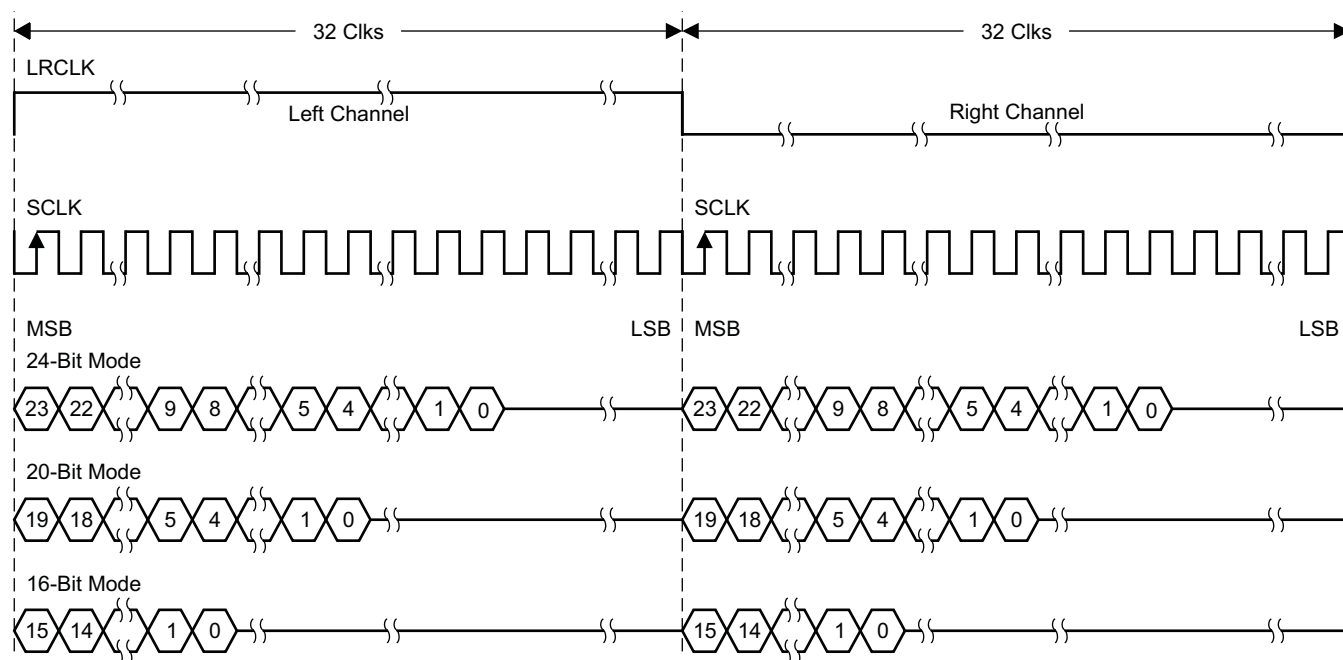 32 Clks 32 Clks
LRCLK
Left Channel Right Channel
SCLK SCLK
MSB LSB MSB LSB
24-Bit Mode
23 22 9 8 5 4 1 0 23 22 9 8 5 4 1 0
20-Bit Mode
19 18 5 4 1 0 19 18 5 4 1 0
16-Bit Mode
15 14 1 0 15 14 1 0